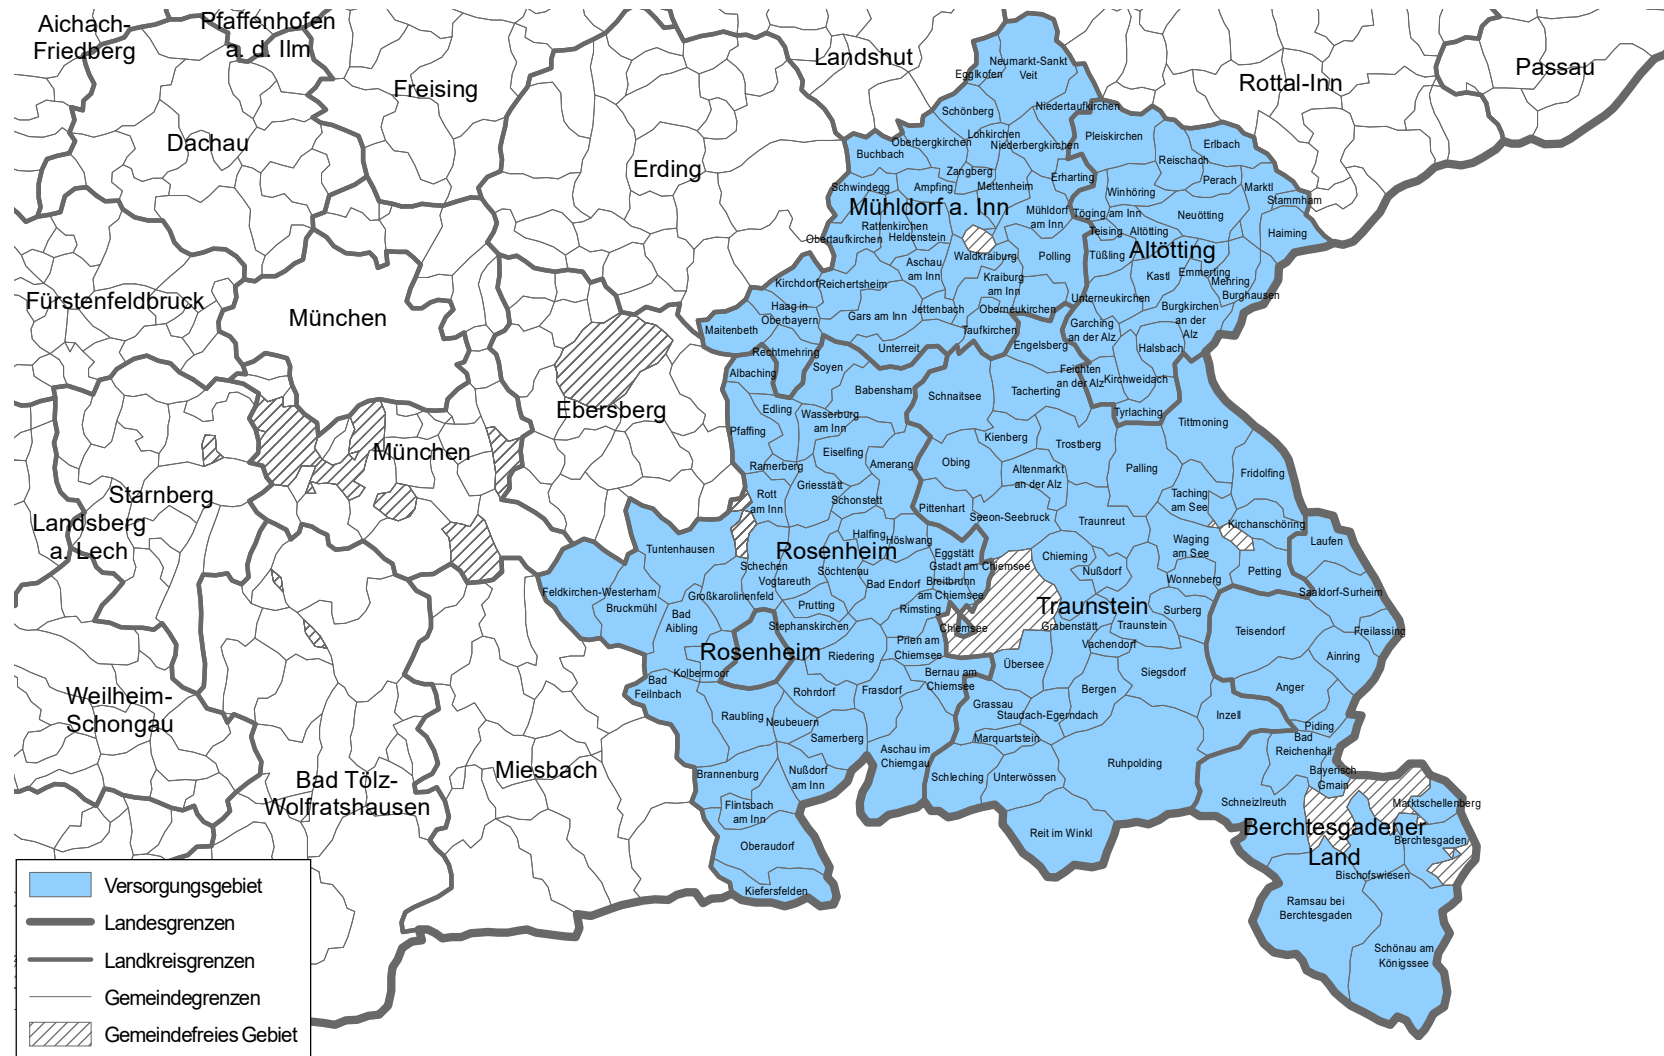 Aichach-
Friedberg
Pfaffenhofen
a. d. Ilm
Freising
Landshut
Rottal-Inn
Passau
Dachau
Erding
Fürstenfeldbruck
München
Ebersberg
München
Starnberg
Landsberg
a. Lech
Weilheim-
Schongau
Bad Tölz-
Wolfratshausen
Miesbach
Mühldorf a. Inn
Altötting
Rosenheim
Rosenheim
Traunstein
Berchtesgadener
Land
Egglkofen
Neumarkt-Sankt
Veit
Schönberg
Niedertaufkirchen
Lohkirchen
Oberbergkirchen
Niederbergkirchen
Buchbach
Zangberg
Mettenheim
Erharting
Schwindegg
Ampfing
Rattenkirchen
Mühldorf
am Inn
Obertaufkirchen
Heldenstein
Waldkraiburg
Polling
Aschau
am Inn
Kraiburg
am Inn
Kirchdorf
Reichertsheim
Haag in
Oberbayern
Gars am Inn
Jettenbach
Oberneukirchen
Maitenbeth
Taufkirchen
Rechtmehring
Unterreit
Pleiskirchen
Erlbach
Reischach
Perach
Marktl
Stammham
Winhöring
Töging am Inn
Neuötting
Teising
Altötting
Haiming
Tüßling
Kastl
Emmerting
Mehring
Burghausen
Unterneukirchen
Burgkirchen
an der
Alz
Garching
an der Alz
Halsbach
Feichten
an der Alz
Kirchweidach
Tyrlaching
Engelsberg
Schnaitsee
Tacherting
Tittmoning
Kienberg
Trostberg
Obing
Altenmarkt
an der Alz
Palling
Fridolfing
Taching
am See
Pittenhart
Seeon-Seebruck
Traunreut
Kirchanschöring
Waging
am See
Chieming
Nußdorf
Petting
Wonneberg
Surberg
Grabenstätt
Traunstein
Vachendorf
Übersee
Siegsdorf
Bergen
Grassau
Staudach-Egerndach
Inzell
Marquartstein
Schleching
Unterwössen
Ruhpolding
Reit im Winkl
Albaching
Soyen
Babensham
Edling
Wasserburg
am Inn
Pfaffing
Eiselfing
Ramerberg
Amerang
Griesstätt
Rott
am Inn
Schonstett
Halfing
Höslwang
Tuntenhausen
Eggstätt
Gstadt am Chiemsee
Schechen
Söchtenau
Vogtareuth
Bad Endorf
Breitbrunn
am Chiemsee
Feldkirchen-Westerham
Bruckmühl
Großkarolinenfeld
Prutting
Rimsting
Bad
Aibling
Stephanskirchen
Chiemsee
Prien am
Chiemsee
Riedering
Kolbermoor
Bad
Feilnbach
Bernau am
Chiemsee
Rohrdorf
Frasdorf
Raubling
Neubeuern
Samerberg
Aschau im
Chiemgau
Brannenburg
Nußdorf
am Inn
Flintsbach
am Inn
Oberaudorf
Kiefersfelden
Laufen
Saaldorf-Surheim
Teisendorf
Freilassing
Ainring
Anger
Piding
Bad
Reichenhall
Bayerisch
Gmain
Schneizlreuth
Marktschellenberg
Berchtesgaden
Bischofswiesen
Ramsau bei
Berchtesgaden
Schönau am
Königssee
Versorgungsgebiet
Landesgrenzen
Landkreisgrenzen
Gemeindegrenzen
Gemeindefreies Gebiet